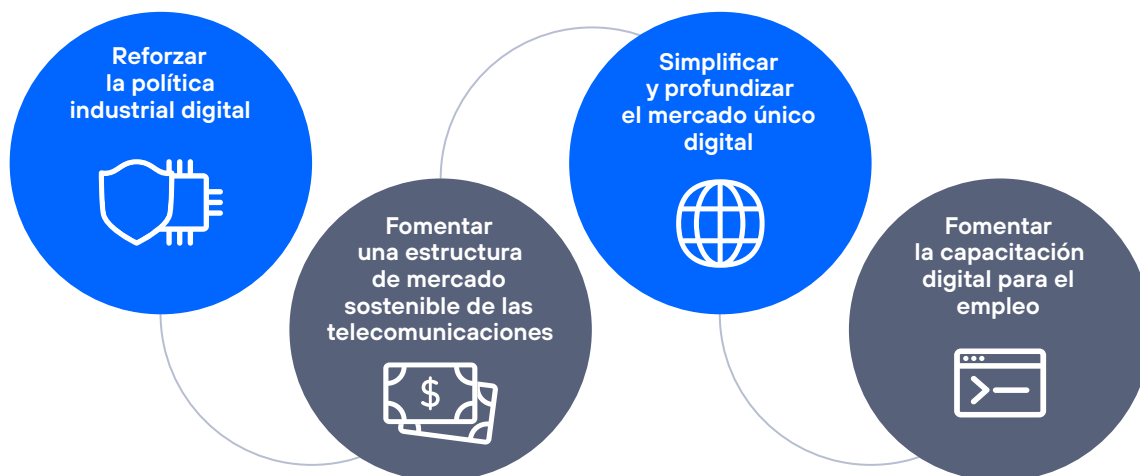 Reforzar
la política
industrial digital
Fomentar
una estructura
de mercado
sostenible de las
telecomunicaciones
$
Simplificar
y profundizar
el mercado único
digital
Fomentar
la capacitación
digital para el
empleo